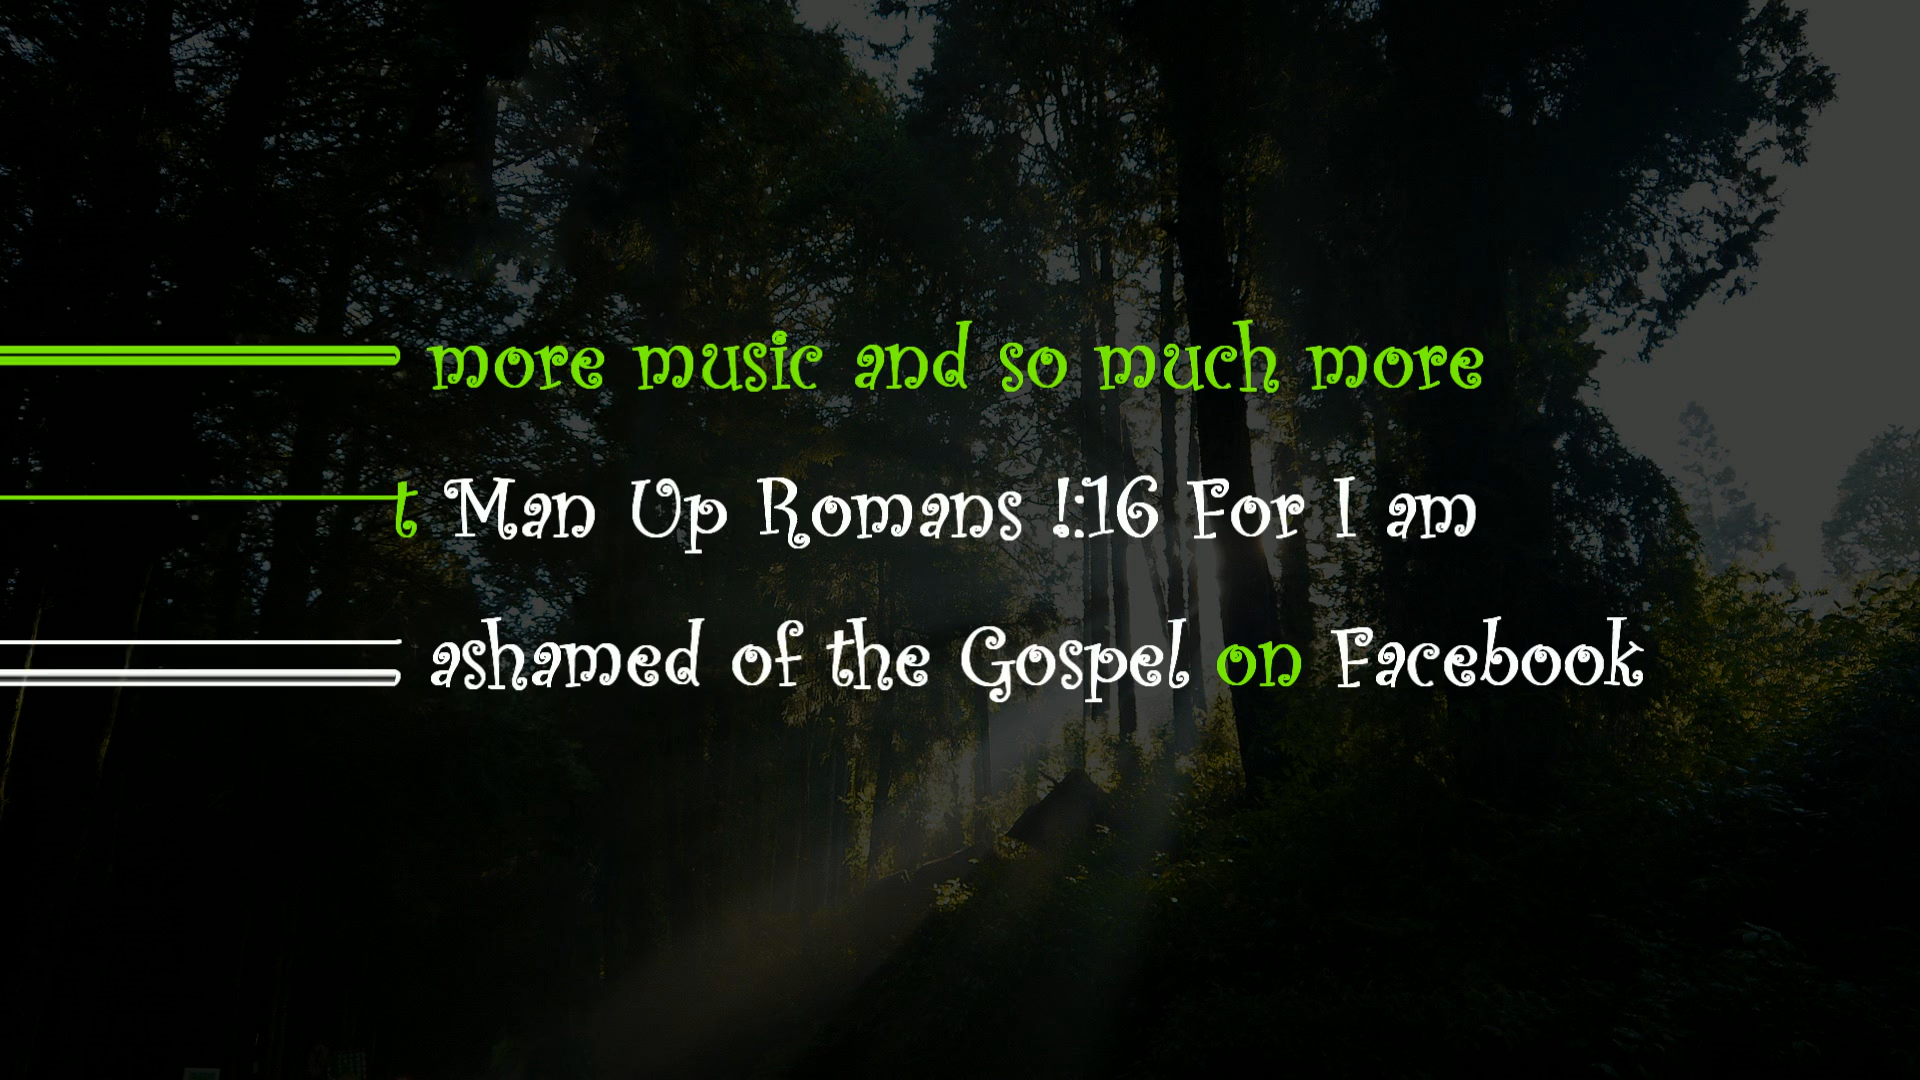 more music and so much more
t Man Up Romans !:16 For I am
ashamed of the Gospel on Facebook